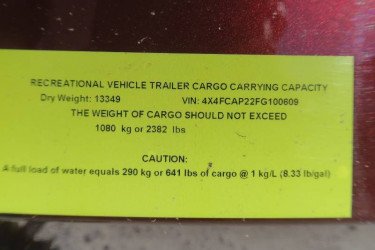 RECREATIONAL VEHICLE TRAILER CARGO CARRYING CAPACITY
Dry Weight: 13349 VIN: 4X4FCAP22FG100609
THE WEIGHT OF CARGO SHOULD NOT EXCEED
1080 kg or 2382 lbs
CAUTION:
A full load of water equals 290 kg or 641 lbs of cargo @ 1 kg/L (8.33 lb/gal)